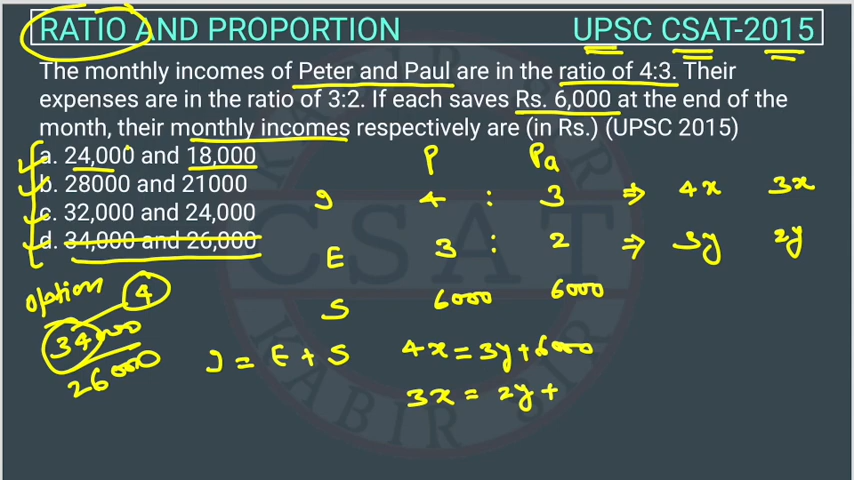 RATIO AND PROPORTION UPSC CSAT-2015
The monthly incomes of Peter and Paul are in the ratio of 4:3. Their
expenses are in the ratio of 3:2. If each saves Rs. 6,000 at the end of the
month, their monthly incomes respectively are (in Rs.) (UPSC 2015)
a. 24,000 and 18,000
b. 28000 and 21000
c. 32,000 and 24,000
d. 34,000 and 26,000
P Pa
I 4 : 3 ⇒ 4x 3x
E 3 : 2 ⇒ 3y 2y
S 6000 6000
option 4
34000
26000
I = E + S
4x = 3y + 6000
3x = 2y +
CSAT
KABIR